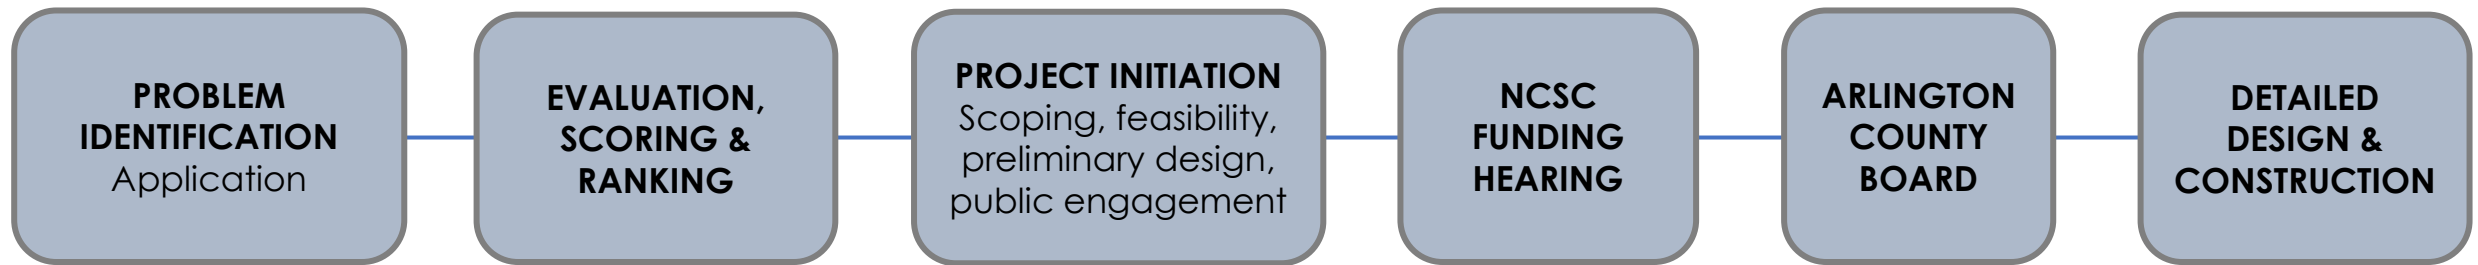 PROBLEM
IDENTIFICATION
Application
EVALUATION,
SCORING &
RANKING
PROJECT INITIATION
Scoping, feasibility,
preliminary design,
public engagement
NCSC
FUNDING
HEARING
ARLINGTON
COUNTY
BOARD
DETAILED
DESIGN &
CONSTRUCTION